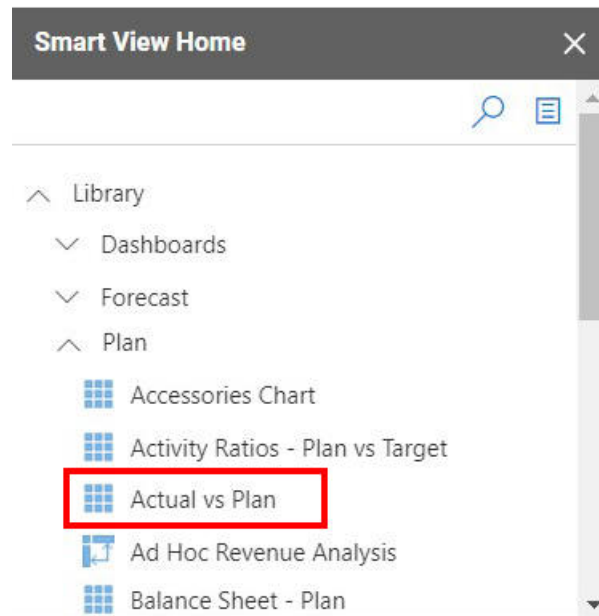 Smart View Home
Library
Dashboards
Forecast
Plan
Accessories Chart
Activity Ratios - Plan vs Target
Actual vs Plan
Ad Hoc Revenue Analysis
Balance Sheet - Plan